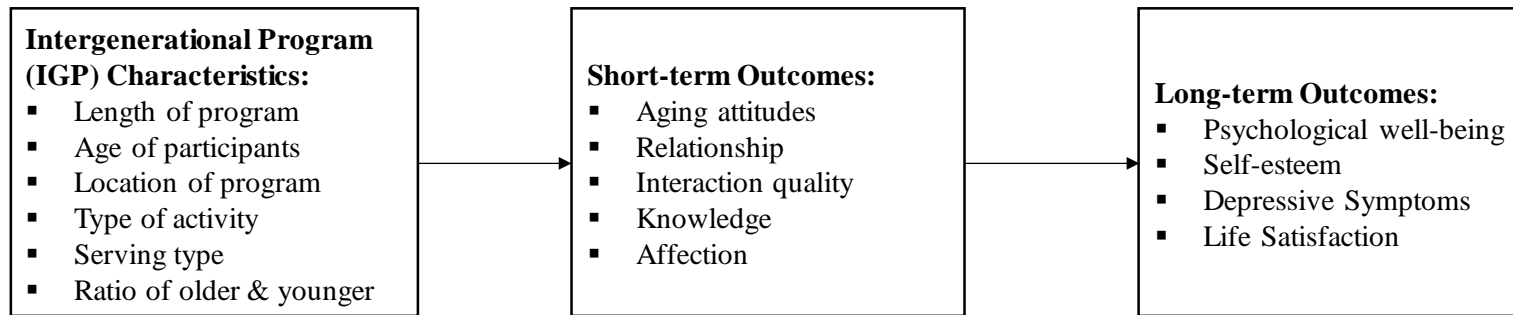 Intergenerational Program
(IGP) Characteristics:
▪ Length of program
▪ Age of participants
▪ Location of program
▪ Type of activity
▪ Serving type
▪ Ratio of older & younger
Short-term Outcomes:
▪ Aging attitudes
▪ Relationship
▪ Interaction quality
▪ Knowledge
▪ Affection
Long-term Outcomes:
▪ Psychological well-being
▪ Self-esteem
▪ Depressive Symptoms
▪ Life Satisfaction